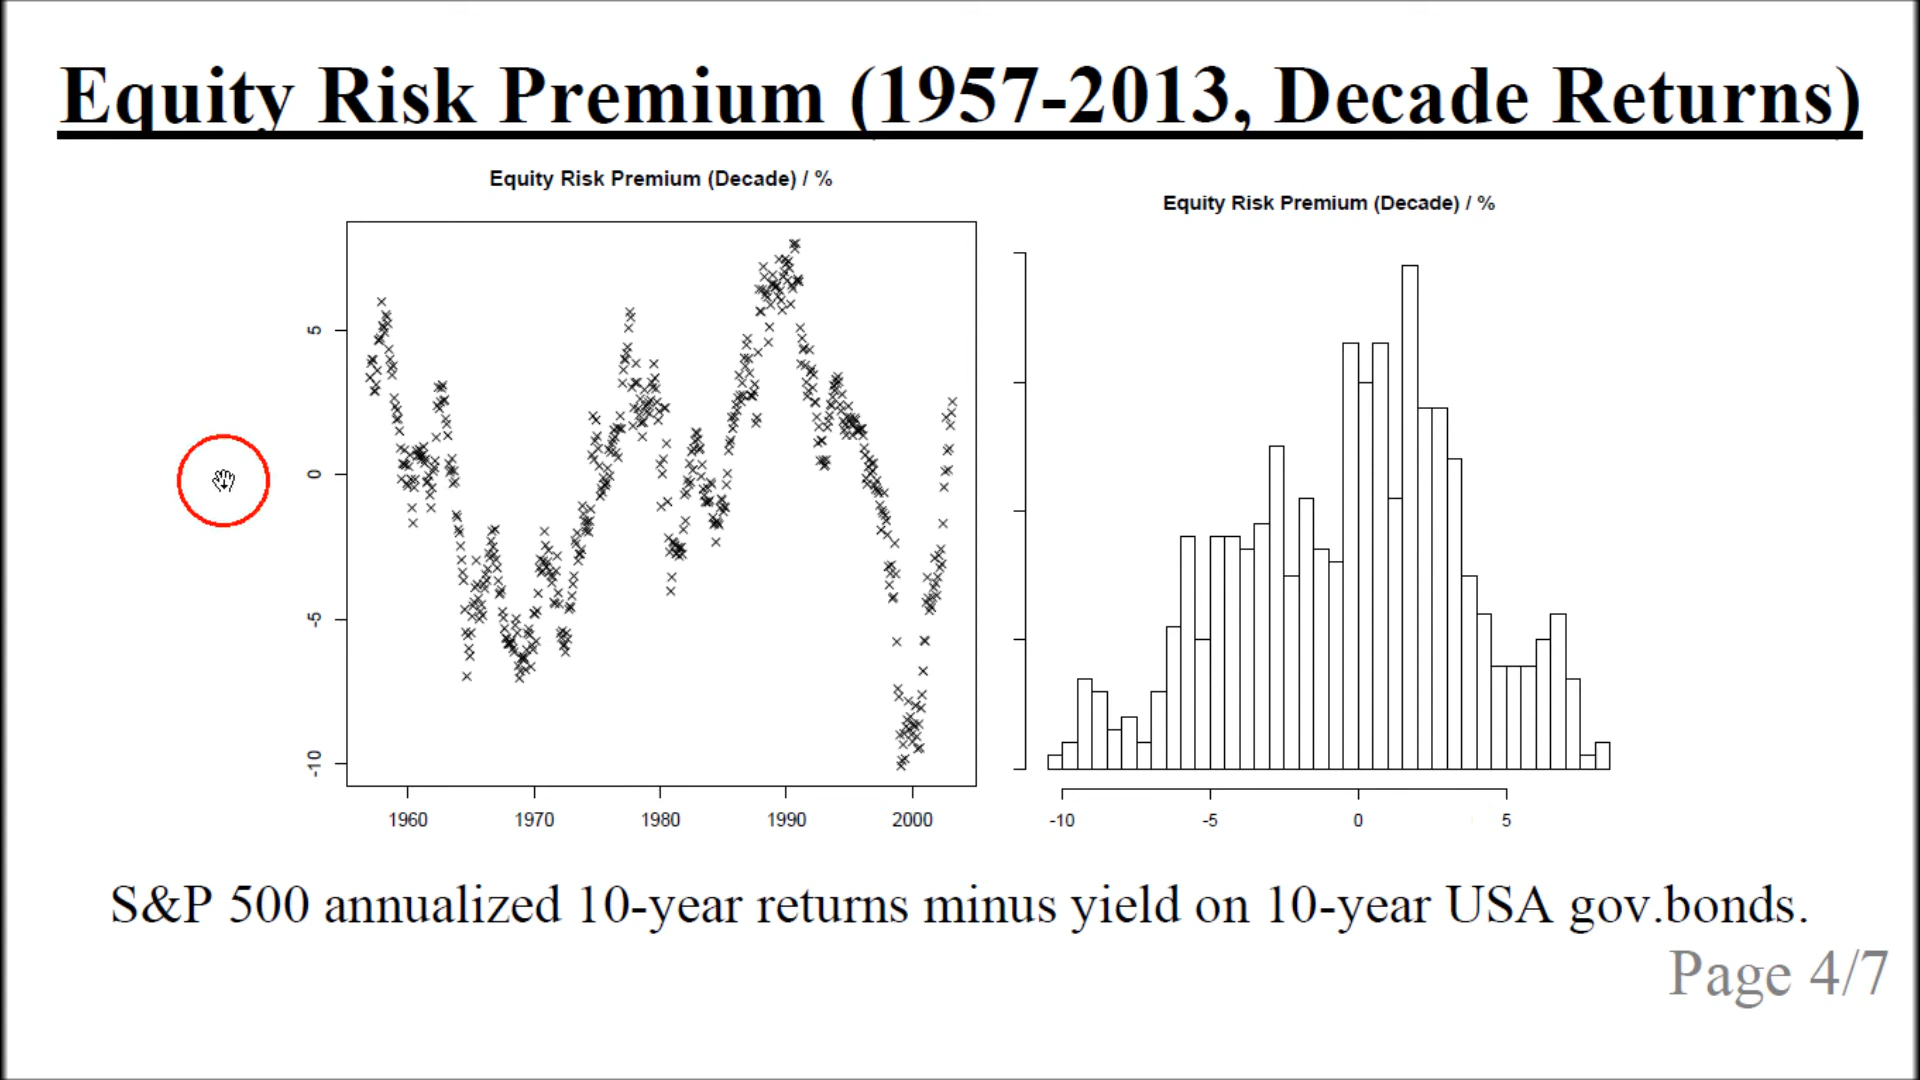 Equity Risk Premium (1957-2013, Decade Returns)
Equity Risk Premium (Decade) / %
5
0
-5
-10
1960 1970 1980 1990 2000
Equity Risk Premium (Decade) / %
-10 -5 0 5
S&P 500 annualized 10-year returns minus yield on 10-year USA gov.bonds.
Page 4/7